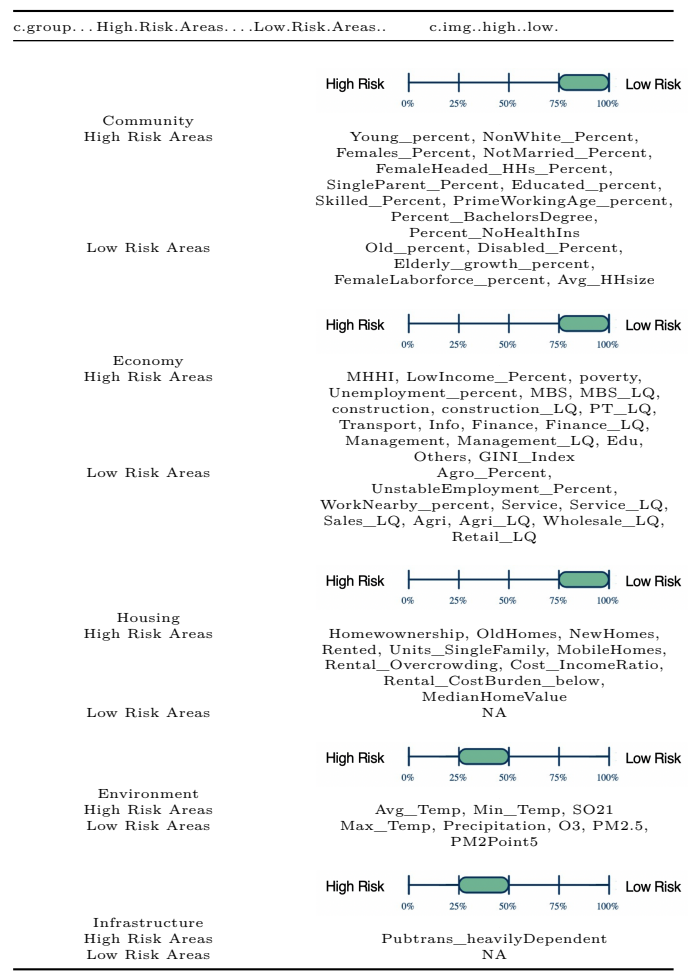 c.group...High.Risk.Areas....Low.Risk.Areas.. c.img..high..low.
High Risk Low Risk
0% 25% 50% 75% 100%
Community
High Risk Areas Young_percent, NonWhite_Percent,
Females_Percent, NotMarried_Percent,
FemaleHeaded_HHs_Percent,
SingleParent_Percent, Educated_percent,
Skilled_Percent, PrimeWorkingAge_percent,
Percent_BachelorsDegree,
Percent_NoHealthIns
Low Risk Areas Old_percent, Disabled_Percent,
Elderly_growth_percent,
FemaleLaborforce_percent, Avg_HHsize
High Risk Low Risk
0% 25% 50% 75% 100%
Economy
High Risk Areas MHHI, LowIncome_Percent, poverty,
Unemployment_percent, MBS, MBS_LQ,
construction, construction_LQ, PT_LQ,
Transport, Info, Finance, Finance_LQ,
Management, Management_LQ, Edu,
Others, GINI_Index
Low Risk Areas Agro_Percent,
UnstableEmployment_Percent,
WorkNearby_percent, Service, Service_LQ,
Sales_LQ, Agri, Agri_LQ, Wholesale_LQ,
Retail_LQ
High Risk Low Risk
0% 25% 50% 75% 100%
Housing
High Risk Areas Homewownership, OldHomes, NewHomes,
Rented, Units_SingleFamily, MobileHomes,
Rental_Overcrowding, Cost_IncomeRatio,
Rental_CostBurden_below,
MedianHomeValue
Low Risk Areas NA
High Risk Low Risk
0% 25% 50% 75% 100%
Environment
High Risk Areas Avg_Temp, Min_Temp, SO21
Low Risk Areas Max_Temp, Precipitation, O3, PM2.5,
PM2Point5
High Risk Low Risk
0% 25% 50% 75% 100%
Infrastructure
High Risk Areas Pubtrans_heavilyDependent
Low Risk Areas NA